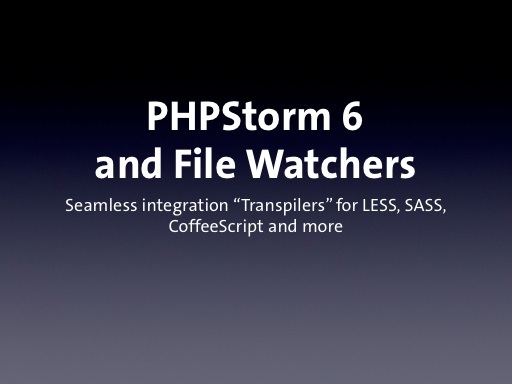 PHPStorm 6
and File Watchers
Seamless integration “Transpilers” for LESS, SASS,
CoffeeScript and more